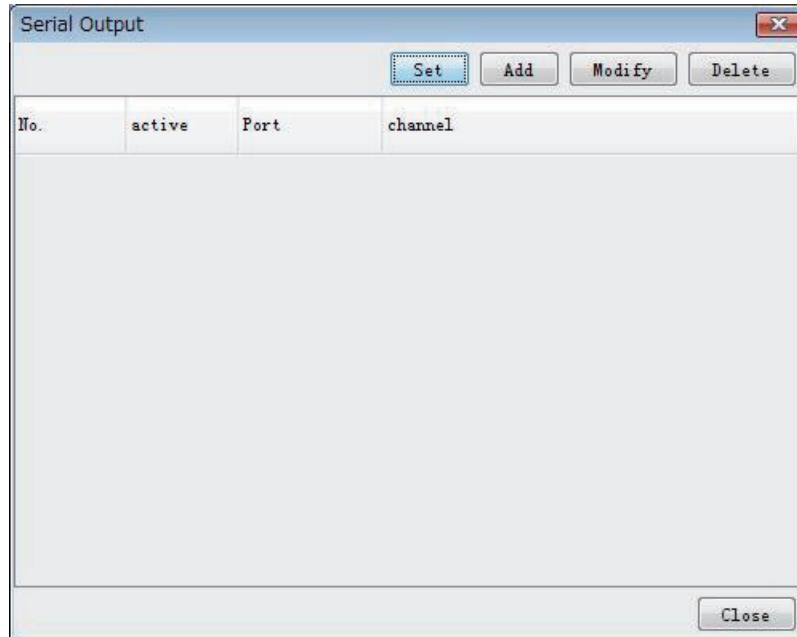 Serial Output
Set Add Modify Delete
No. active Port channel
Close